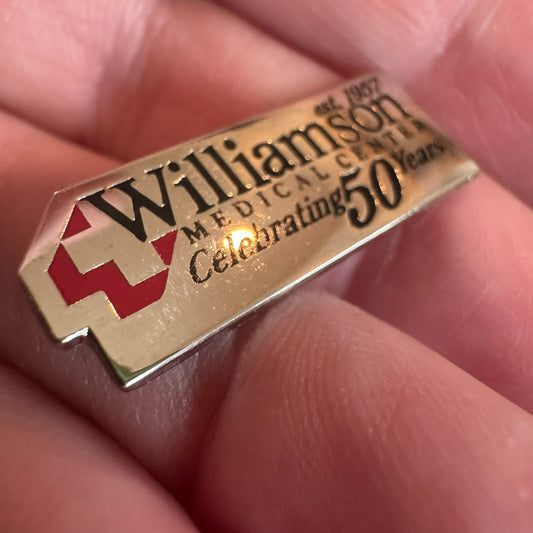 est. 1957
Williamson
MEDICAL CENTER
Celebrating 50 Years